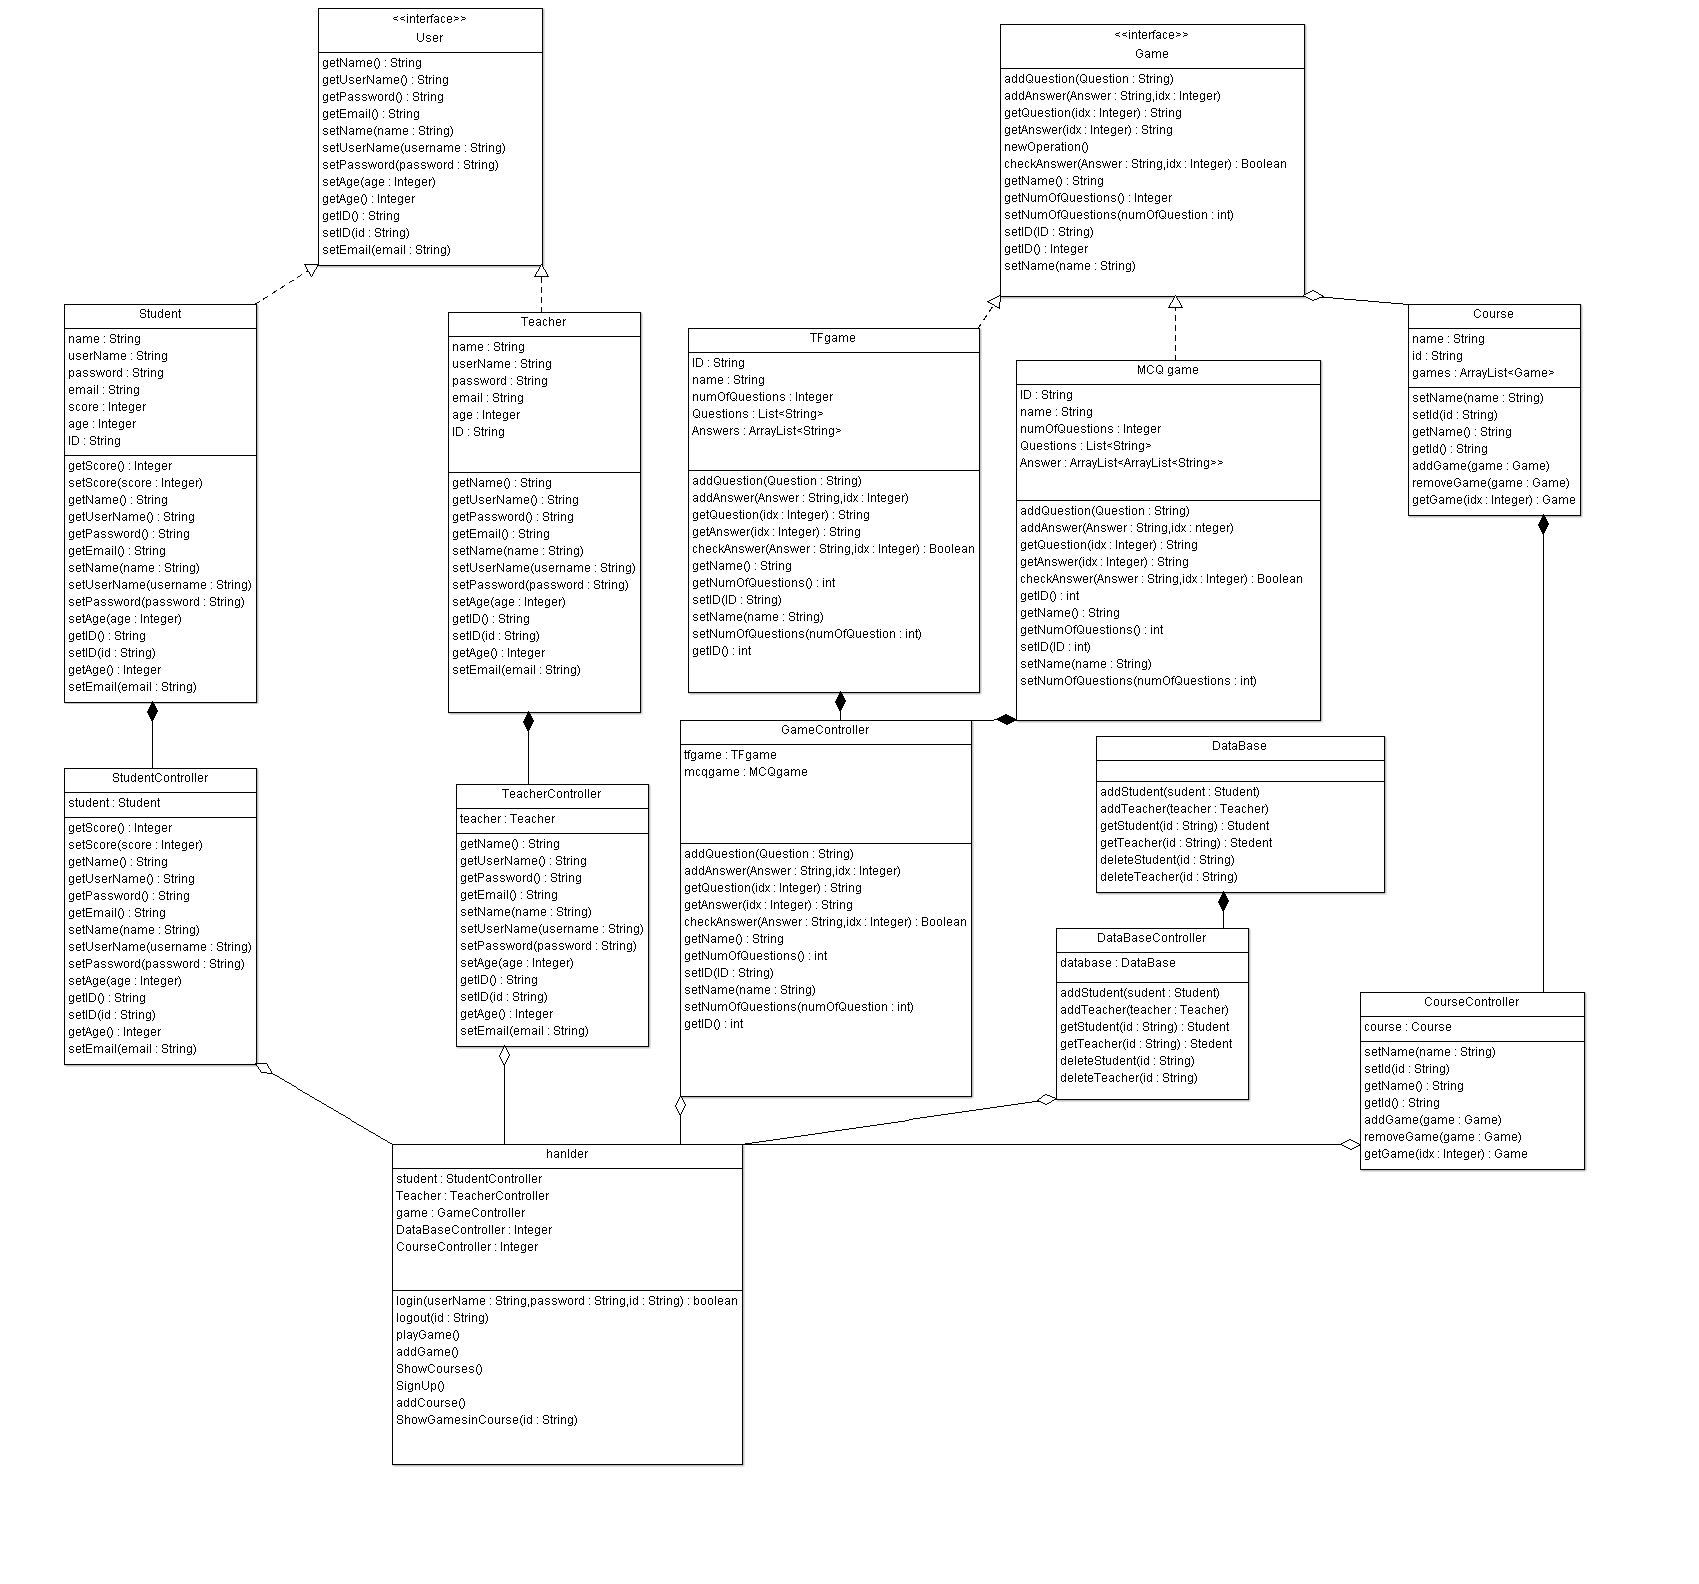 <<interface>>
User
getName() : String
getUserName() : String
getPassword() : String
getEmail() : String
setName(name : String)
setUserName(username : String)
setPassword(password : String)
setAge(age : Integer)
getAge() : Integer
getID() : String
setID(id : String)
setEmail(email : String)
<<interface>>
Game
addQuestion(Question : String)
addAnswer(Answer : String,idx : Integer)
getQuestion(idx : Integer) : String
getAnswer(idx : Integer) : String
newOperation()
checkAnswer(Answer : String,idx : Integer) : Boolean
getName() : String
getNumOfQuestions() : Integer
setNumOfQuestions(numOfQuestion : int)
setID(ID : String)
getID() : Integer
setName(name : String)
Student
name : String
userName : String
password : String
email : String
score : Integer
age : Integer
ID : String
getScore() : Integer
setScore(score : Integer)
getName() : String
getUserName() : String
getPassword() : String
getEmail() : String
setName(name : String)
setUserName(username : String)
setPassword(password : String)
setAge(age : Integer)
getID() : String
setID(id : String)
getAge() : Integer
setEmail(email : String)
Teacher
name : String
userName : String
password : String
email : String
age : Integer
ID : String
getName() : String
getUserName() : String
getPassword() : String
getEmail() : String
setName(name : String)
setUserName(username : String)
setPassword(password : String)
setAge(age : Integer)
getID() : String
setID(id : String)
getAge() : Integer
setEmail(email : String)
TFgame
ID : String
name : String
numOfQuestions : Integer
Questions : List<String>
Answers : ArrayList<String>
addQuestion(Question : String)
addAnswer(Answer : String,idx : Integer)
getQuestion(idx : Integer) : String
getAnswer(idx : Integer) : String
checkAnswer(Answer : String,idx : Integer) : Boolean
getName() : String
getNumOfQuestions() : int
setID(ID : String)
setName(name : String)
setNumOfQuestions(numOfQuestion : int)
getID() : int
MCQ game
ID : String
name : String
numOfQuestions : Integer
Questions : List<String>
Answer : ArrayList<ArrayList<String>>
addQuestion(Question : String)
addAnswer(Answer : String,idx : nteger)
getQuestion(idx : Integer) : String
getAnswer(idx : Integer) : String
checkAnswer(Answer : String,idx : Integer) : Boolean
getID() : int
getName() : String
getNumOfQuestions() : int
setID(ID : int)
setName(name : String)
setNumOfQuestions(numOfQuestions : int)
Course
name : String
id : String
games : ArrayList<Game>
setName(name : String)
setId(id : String)
getName() : String
getId() : String
addGame(game : Game)
removeGame(game : Game)
getGame(idx : Integer) : Game
StudentController
student : Student
getScore() : Integer
setScore(score : Integer)
getName() : String
getUserName() : String
getPassword() : String
getEmail() : String
setName(name : String)
setUserName(username : String)
setPassword(password : String)
setAge(age : Integer)
getID() : String
setID(id : String)
getAge() : Integer
setEmail(email : String)
TeacherController
teacher : Teacher
getName() : String
getUserName() : String
getPassword() : String
getEmail() : String
setName(name : String)
setUserName(username : String)
setPassword(password : String)
setAge(age : Integer)
getID() : String
setID(id : String)
getAge() : Integer
setEmail(email : String)
GameController
tfgame : TFgame
mcqgame : MCQgame
addQuestion(Question : String)
addAnswer(Answer : String,idx : Integer)
getQuestion(idx : Integer) : String
getAnswer(idx : Integer) : String
checkAnswer(Answer : String,idx : Integer) : Boolean
getName() : String
getNumOfQuestions() : int
setID(ID : String)
setName(name : String)
setNumOfQuestions(numOfQuestion : int)
getID() : int
DataBase
addStudent(sudent : Student)
addTeacher(teacher : Teacher)
getStudent(id : String) : Student
getTeacher(id : String) : Stedent
deleteStudent(id : String)
deleteTeacher(id : String)
DataBaseController
database : DataBase
addStudent(sudent : Student)
addTeacher(teacher : Teacher)
getStudent(id : String) : Student
getTeacher(id : String) : Stedent
deleteStudent(id : String)
deleteTeacher(id : String)
CourseController
course : Course
setName(name : String)
setId(id : String)
getName() : String
getId() : String
addGame(game : Game)
removeGame(game : Game)
getGame(idx : Integer) : Game
hanlder
student : StudentController
Teacher : TeacherController
game : GameController
DataBaseController : Integer
CourseController : Integer
login(userName : String,password : String,id : String) : boolean
logout(id : String)
playGame()
addGame()
ShowCourses()
SignUp()
addCourse()
ShowGamesinCourse(id : String)